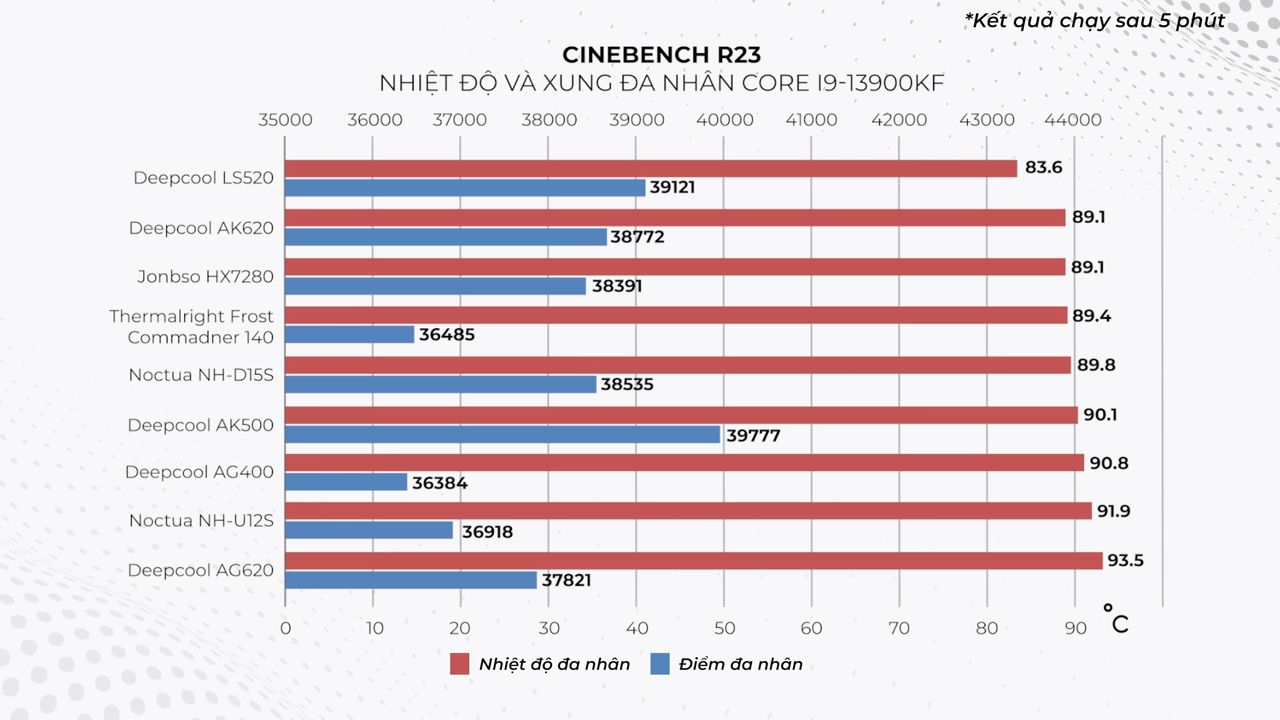 *Kết quả chạy sau 5 phút
CINEBENCH R23
NHIỆT ĐỘ VÀ XUNG ĐA NHÂN CORE I9-13900KF
35000 36000 37000 38000 39000 40000 41000 42000 43000 44000
Deepcool LS520 83.6
39121
Deepcool AK620 89.1
38772
Jonbso HX7280 89.1
38391
Thermalright Frost
Commadner 140 89.4
36485
Noctua NH-D15S 89.8
38535
Deepcool AK500 90.1
39777
Deepcool AG400 90.8
36384
Noctua NH-U12S 91.9
36918
Deepcool AG620 93.5
37821
0 10 20 30 40 50 60 70 80 90 °C
Nhiệt độ đa nhân Điểm đa nhân